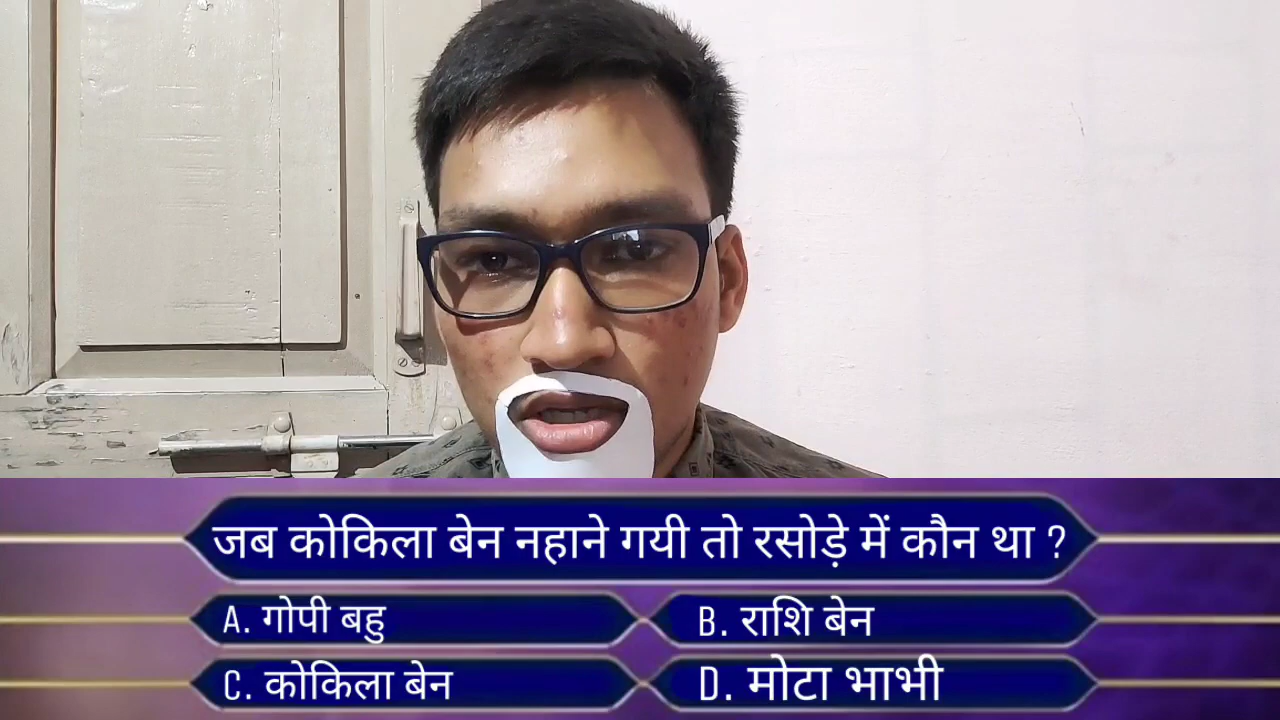 जब कोकिला बेन नहाने गयी तो रसोड़े में कौन था ?
A. गोपी बहु
B. राशि बेन
C. कोकिला बेन
D. मोटा भाभी